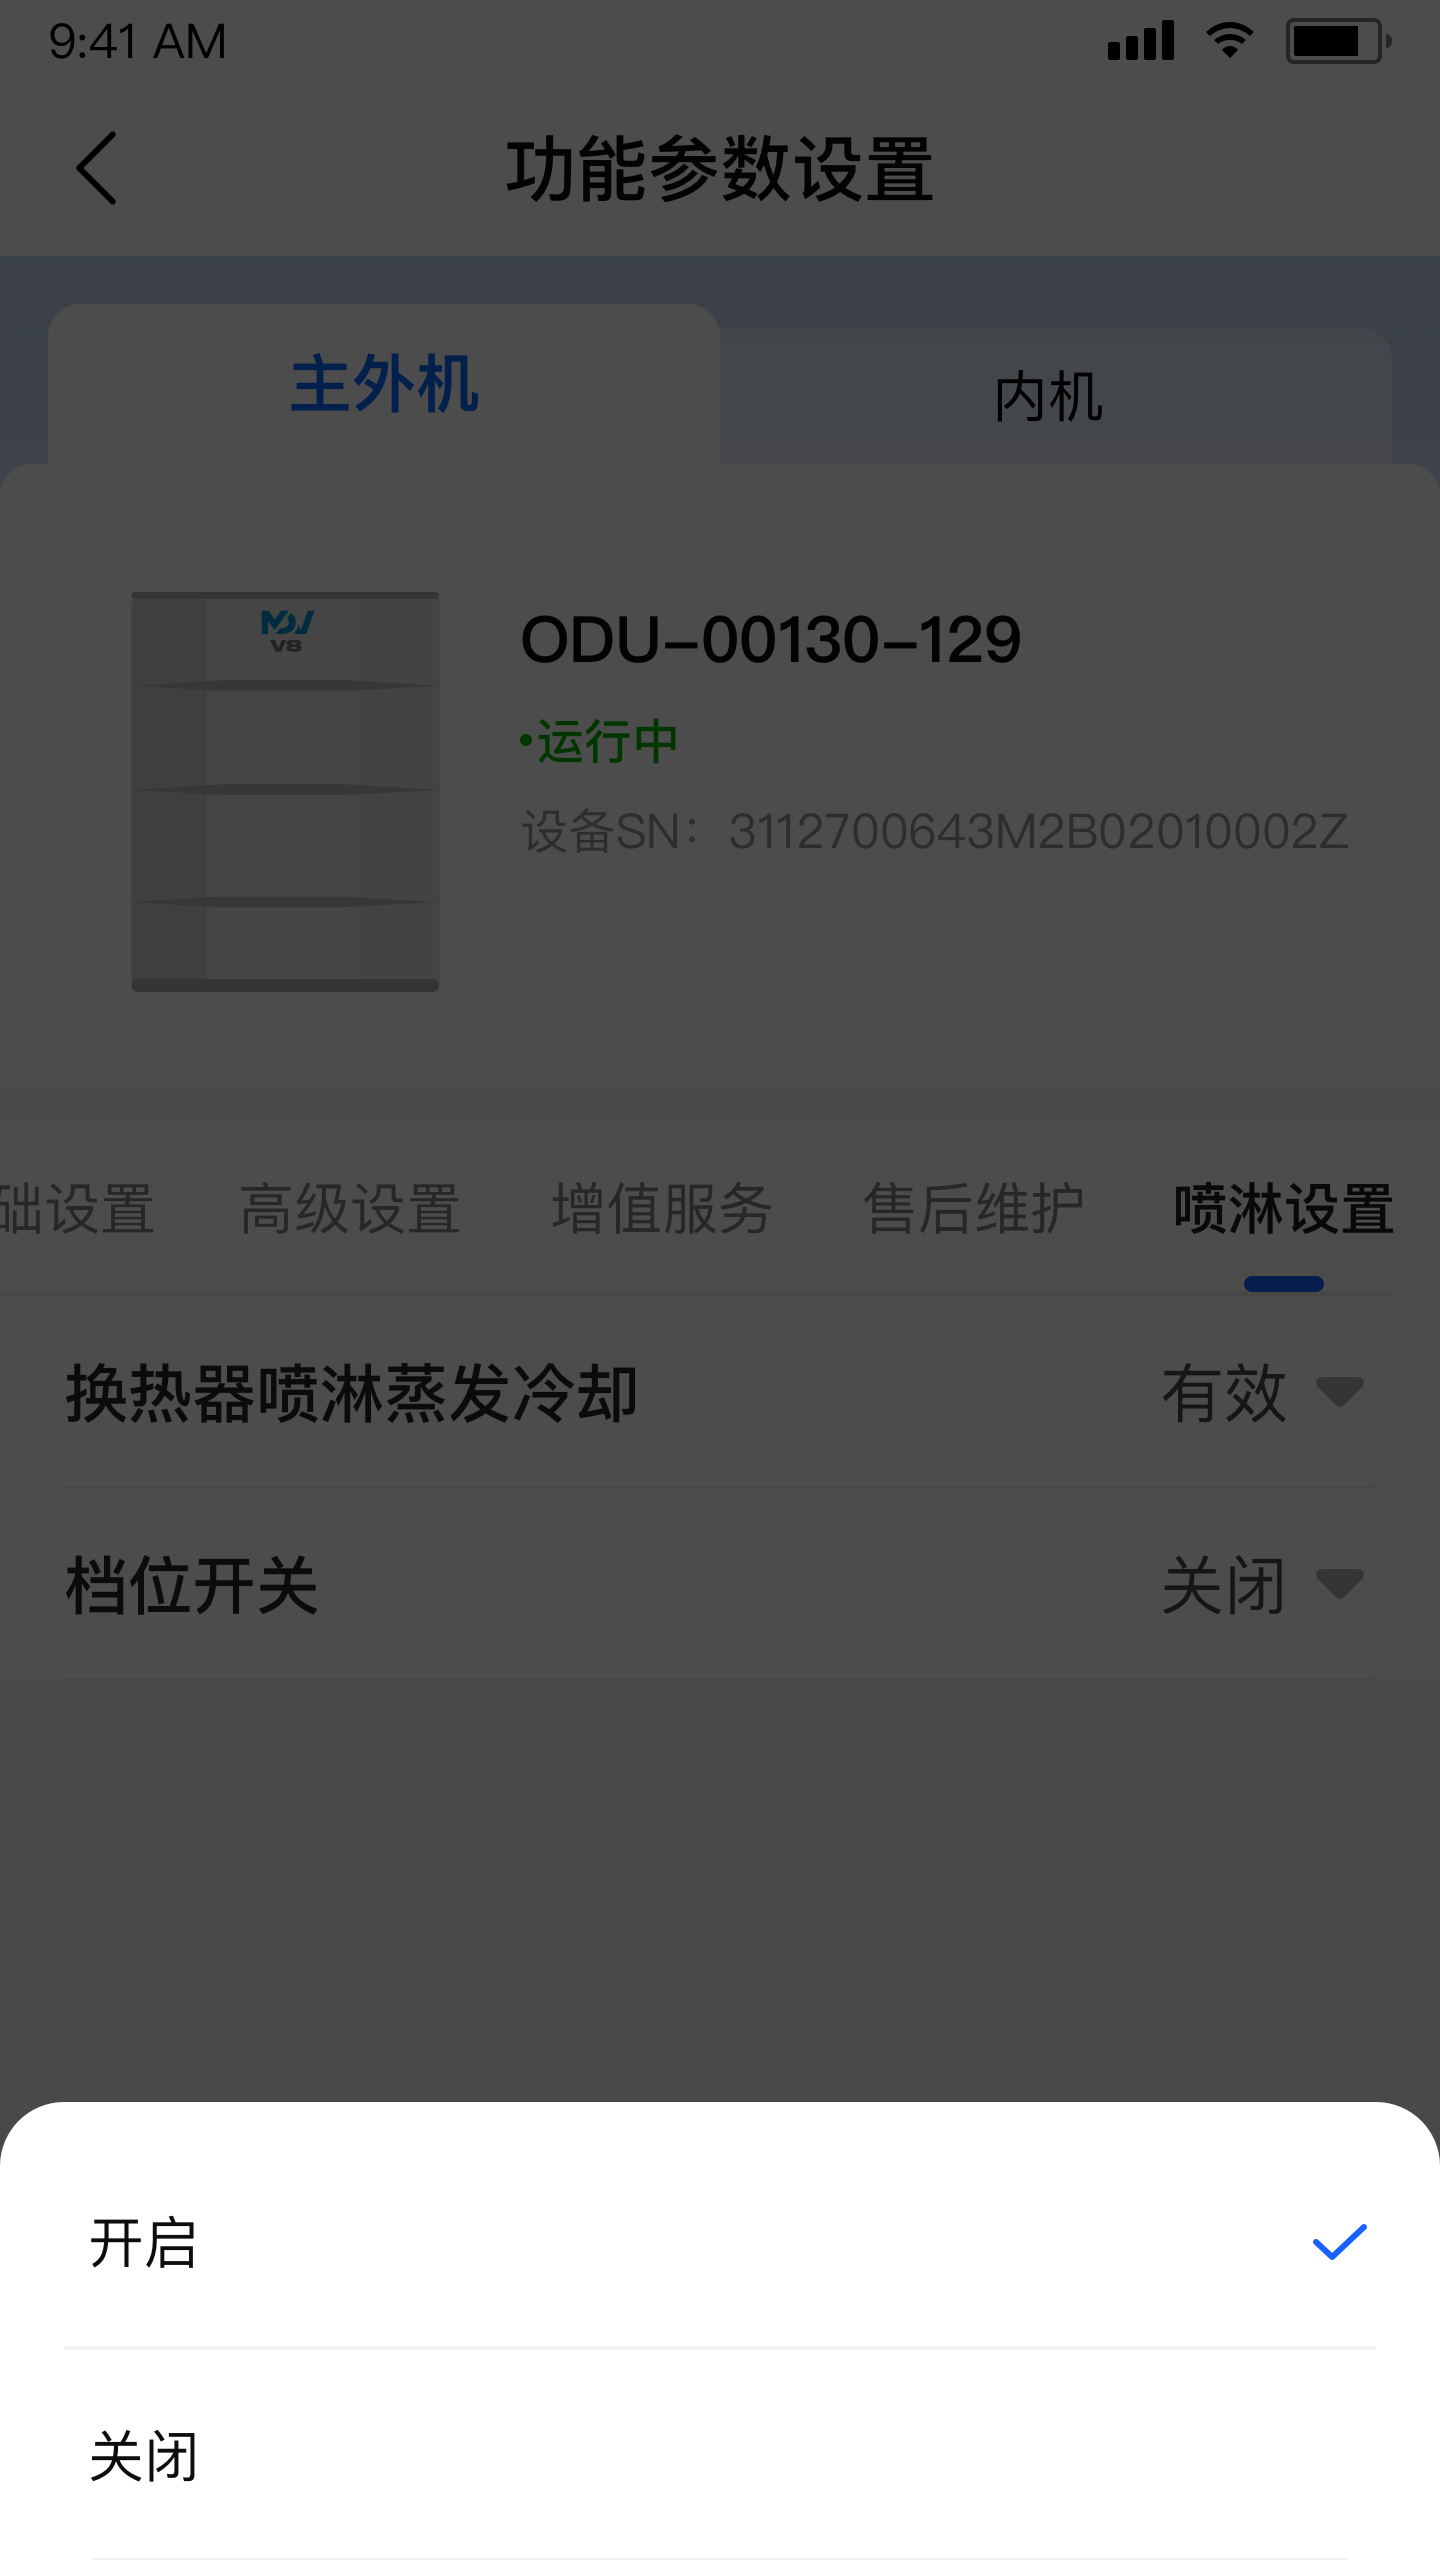 9:41 AM
功能参数设置
主外机
内机
MDV
V8
ODU-00130-129
•运行中
设备SN：3112700643M2B02010002Z
础设置 高级设置 增值服务 售后维护 喷淋设置
换热器喷淋蒸发冷却 有效
档位开关 关闭
开启
关闭